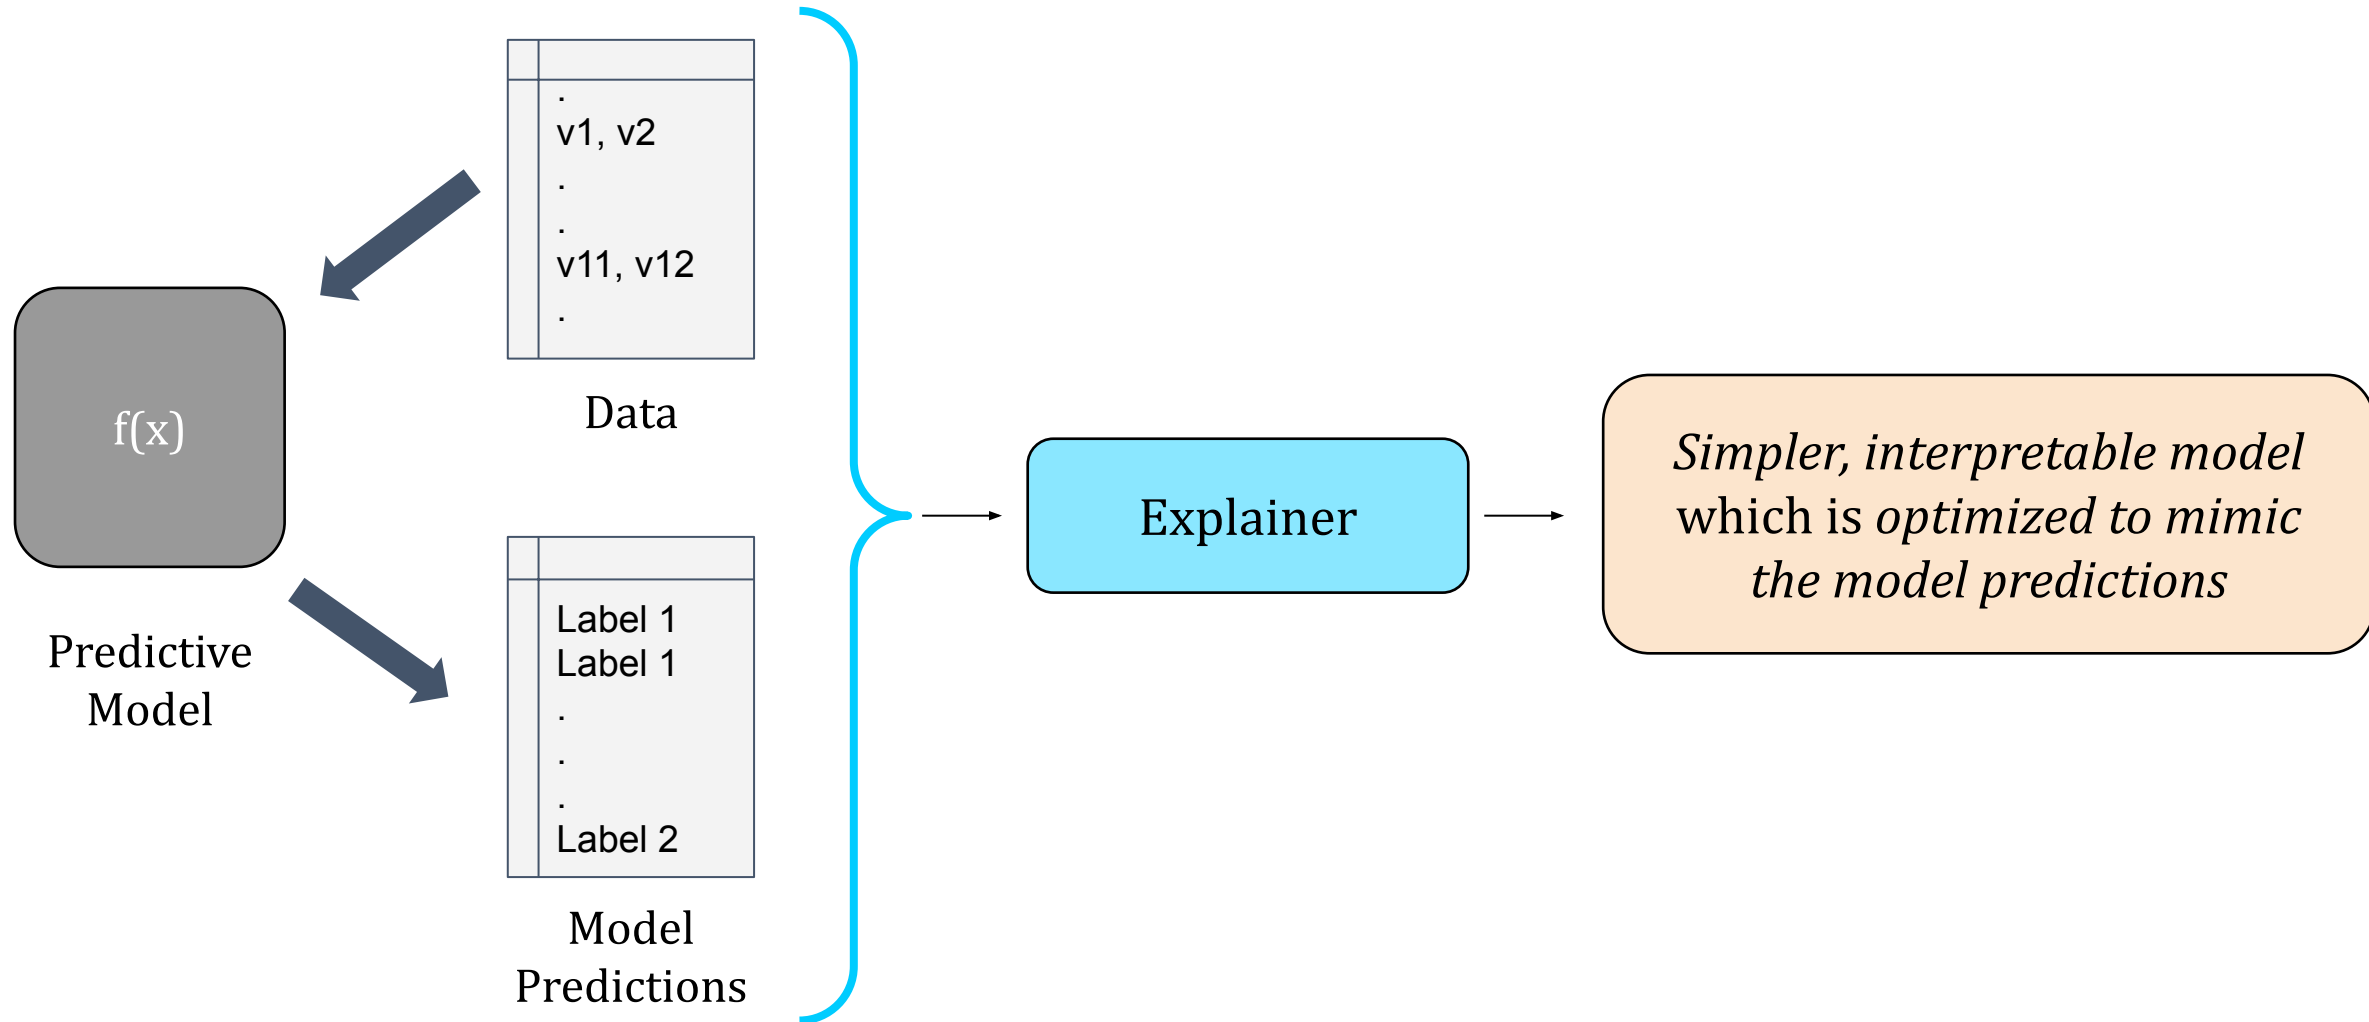 f(x)
Predictive
Model
.
v1, v2
.
.
v11, v12
.
Data
Label 1
Label 1
.
.
.
Label 2
Model
Predictions
Explainer
Simpler, interpretable model
which is optimized to mimic
the model predictions